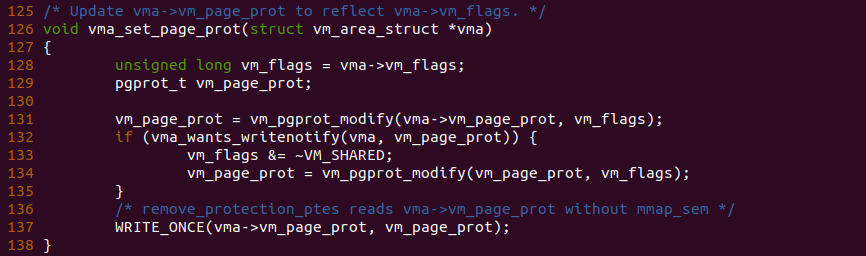 125 /* Update vma->vm_page_prot to reflect vma->vm_flags. */
126 void vma_set_page_prot(struct vm_area_struct *vma)
127 {
128         unsigned long vm_flags = vma->vm_flags;
129         pgprot_t vm_page_prot;
130
131         vm_page_prot = vm_pgprot_modify(vma->vm_page_prot, vm_flags);
132         if (vma_wants_writenotify(vma, vm_page_prot)) {
133                 vm_flags &= ~VM_SHARED;
134                 vm_page_prot = vm_pgprot_modify(vm_page_prot, vm_flags);
135         }
136         /* remove_protection_ptes reads vma->vm_page_prot without mmap_sem */
137         WRITE_ONCE(vma->vm_page_prot, vm_page_prot);
138 }